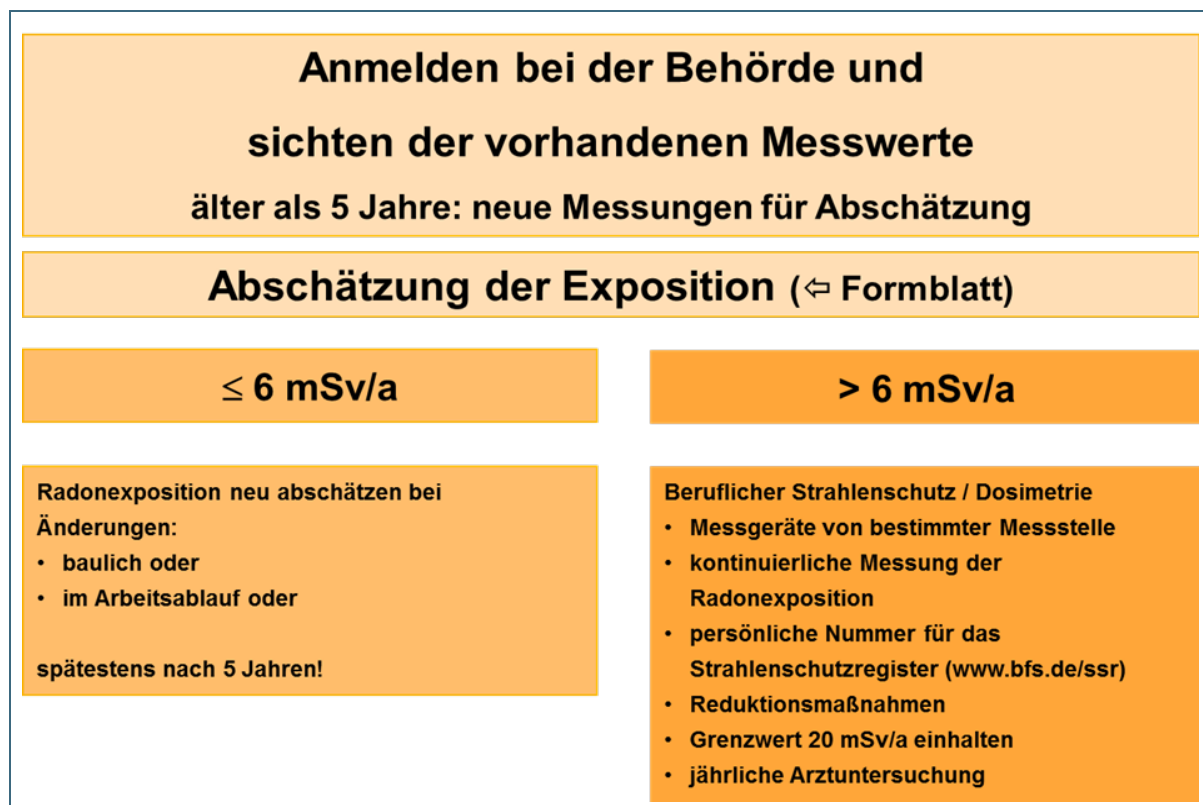 Anmelden bei der Behörde und
sichten der vorhandenen Messwerte
älter als 5 Jahre: neue Messungen für Abschätzung
Abschätzung der Exposition (⇦ Formblatt)
≤ 6 mSv/a
Radonexposition neu abschätzen bei
Änderungen:
• baulich oder
• im Arbeitsablauf oder
spätestens nach 5 Jahren!
> 6 mSv/a
Beruflicher Strahlenschutz / Dosimetrie
• Messgeräte von bestimmter Messstelle
• kontinuierliche Messung der
Radonexposition
• persönliche Nummer für das
Strahlenschutzregister (www.bfs.de/ssr)
• Reduktionsmaßnahmen
• Grenzwert 20 mSv/a einhalten
• jährliche Arztuntersuchung